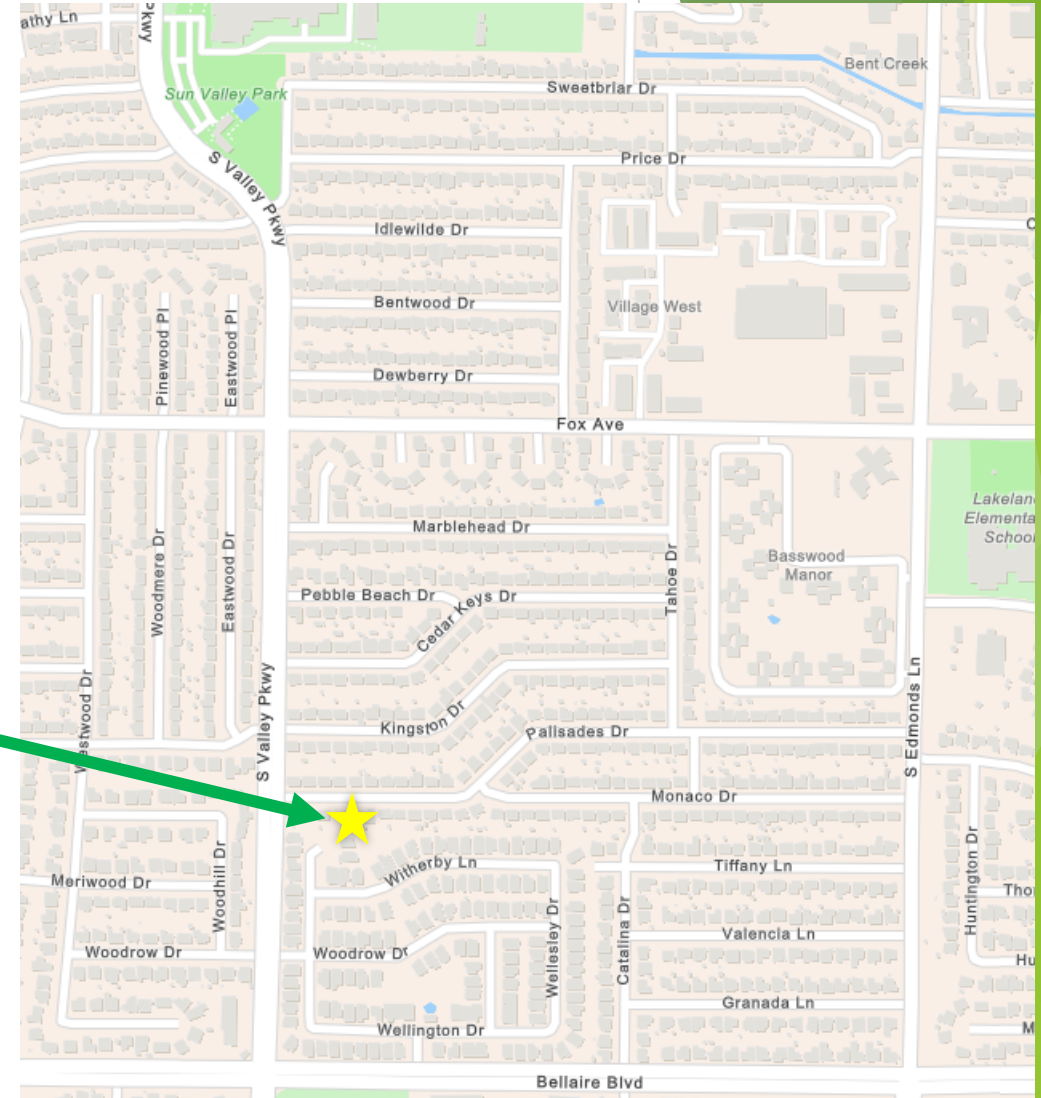 athy Ln
Pkwy
Bent Creek
Sweetbriar Dr
Sun Valley Park
Price Dr
S Valley Pkwy
Idlewilde Dr
Bentwood Dr
Village West
Pinewood Pl
Eastwood Pl
Dewberry Dr
Fox Ave
Marblehead Dr
Lakelan
Elementa
School
Basswood
Manor
Woodmere Dr
Eastwood Dr
Tahoe Dr
Pebble Beach Dr
Cedar Keys Dr
Westwood Dr
S Valley Pkwy
Kingston Dr
Palisades Dr
S Edmonds Ln
Monaco Dr
Witherby Ln
Tiffany Ln
Meriwood Dr
Woodhill Dr
Huntington Dr
Tho
Valencia Ln
Woodrow Dr
Woodrow Dr
Wellesley Dr
Catalina Dr
Hu
Granada Ln
Wellington Dr
M
Bellaire Blvd